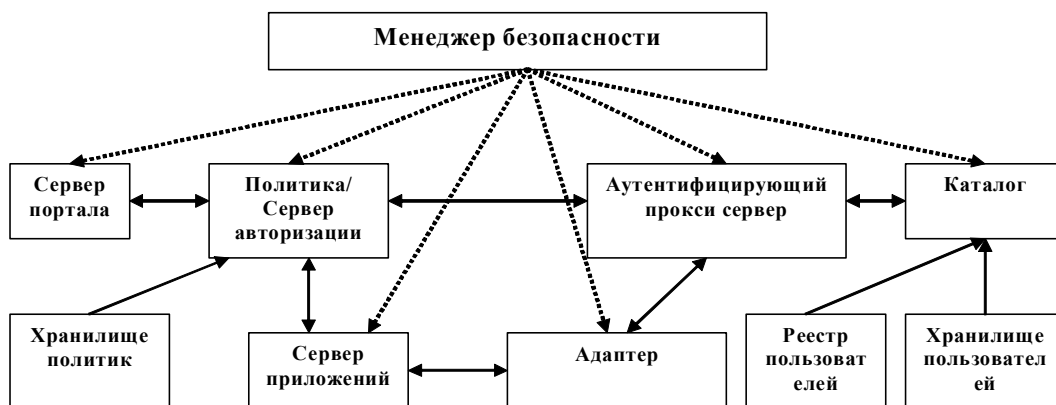 Менеджер безопасности
Сервер
портала
Политика/
Сервер
авторизации
Аутентифицирующий
прокси сервер
Каталог
Хранилище
политик
Сервер
приложений
Адаптер
Реестр
пользоват
елей
Хранилище
пользовател
ей